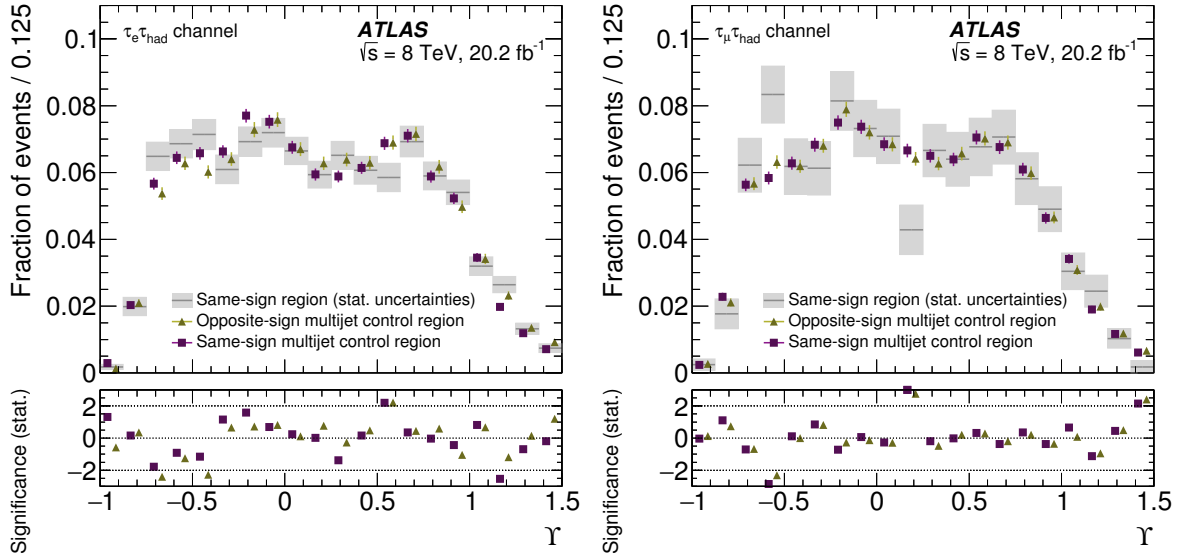 τeτhad channel
ATLAS
√s = 8 TeV, 20.2 fb-1
Fraction of events / 0.125
0.1
0.08
0.06
0.04
0.02
0
Same-sign region (stat. uncertainties)
Opposite-sign multijet control region
Same-sign multijet control region
Significance (stat.)
2
0
−2
−1 −0.5 0 0.5 1 1.5
ϒ
τμτhad channel
ATLAS
√s = 8 TeV, 20.2 fb-1
Fraction of events / 0.125
0.1
0.08
0.06
0.04
0.02
0
Same-sign region (stat. uncertainties)
Opposite-sign multijet control region
Same-sign multijet control region
Significance (stat.)
2
0
−2
−1 −0.5 0 0.5 1 1.5
ϒ